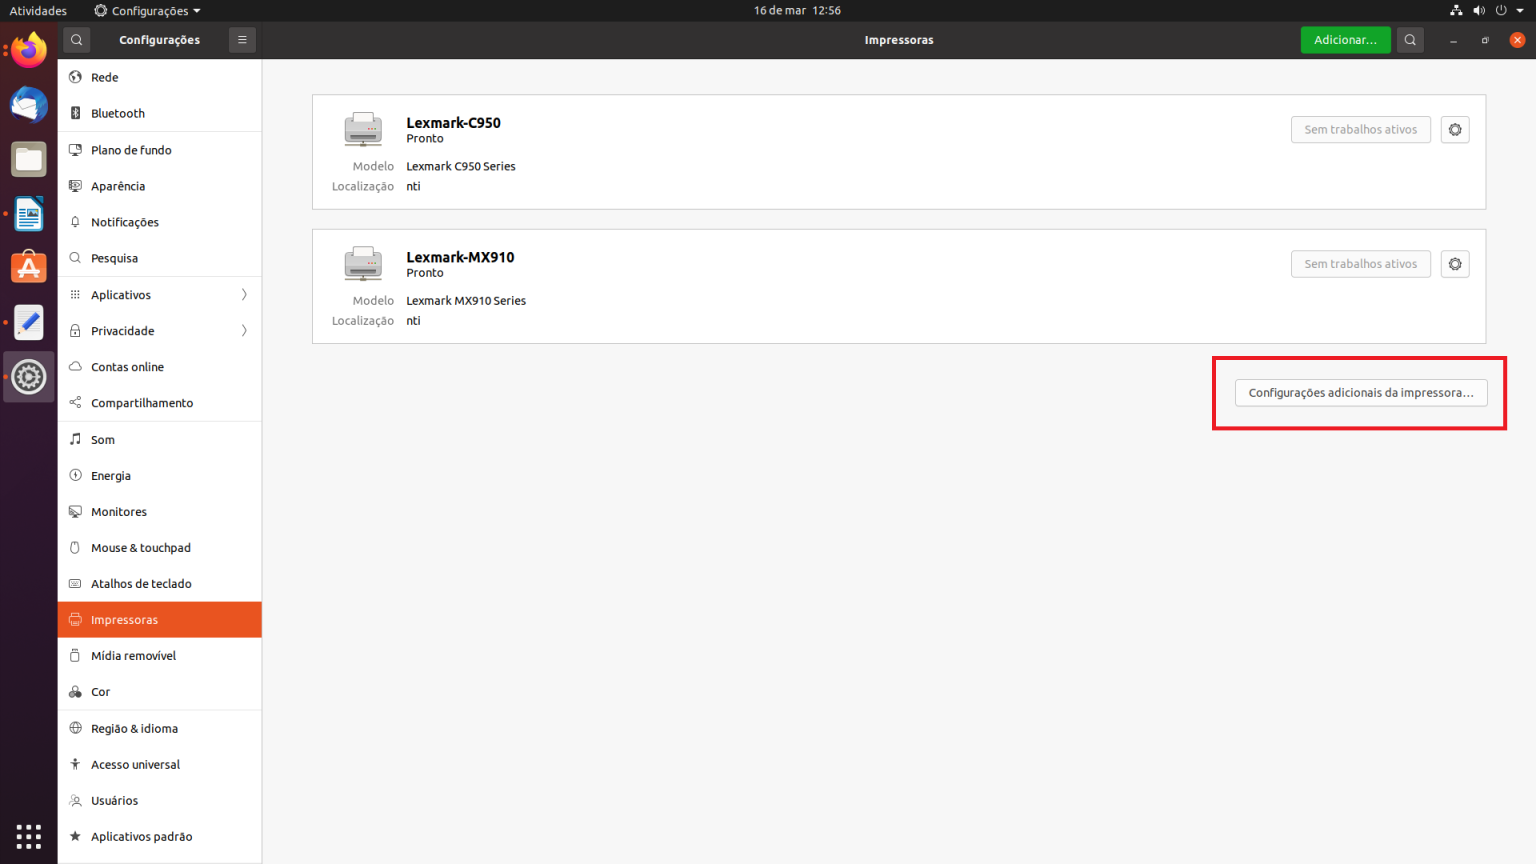 Atividades
Configurações
16 de mar 12:56
Configurações
Impressoras
Adicionar...
Rede
Bluetooth
Plano de fundo
Aparência
Notificações
Pesquisa
Aplicativos
Privacidade
Contas online
Compartilhamento
Som
Energia
Monitores
Mouse & touchpad
Atalhos de teclado
Impressoras
Mídia removível
Cor
Região & idioma
Acesso universal
Usuários
Aplicativos padrão
Lexmark-C950
Pronto
Sem trabalhos ativos
Modelo Lexmark C950 Series
Localização nti
Lexmark-MX910
Pronto
Sem trabalhos ativos
Modelo Lexmark MX910 Series
Localização nti
Configurações adicionais da impressora...